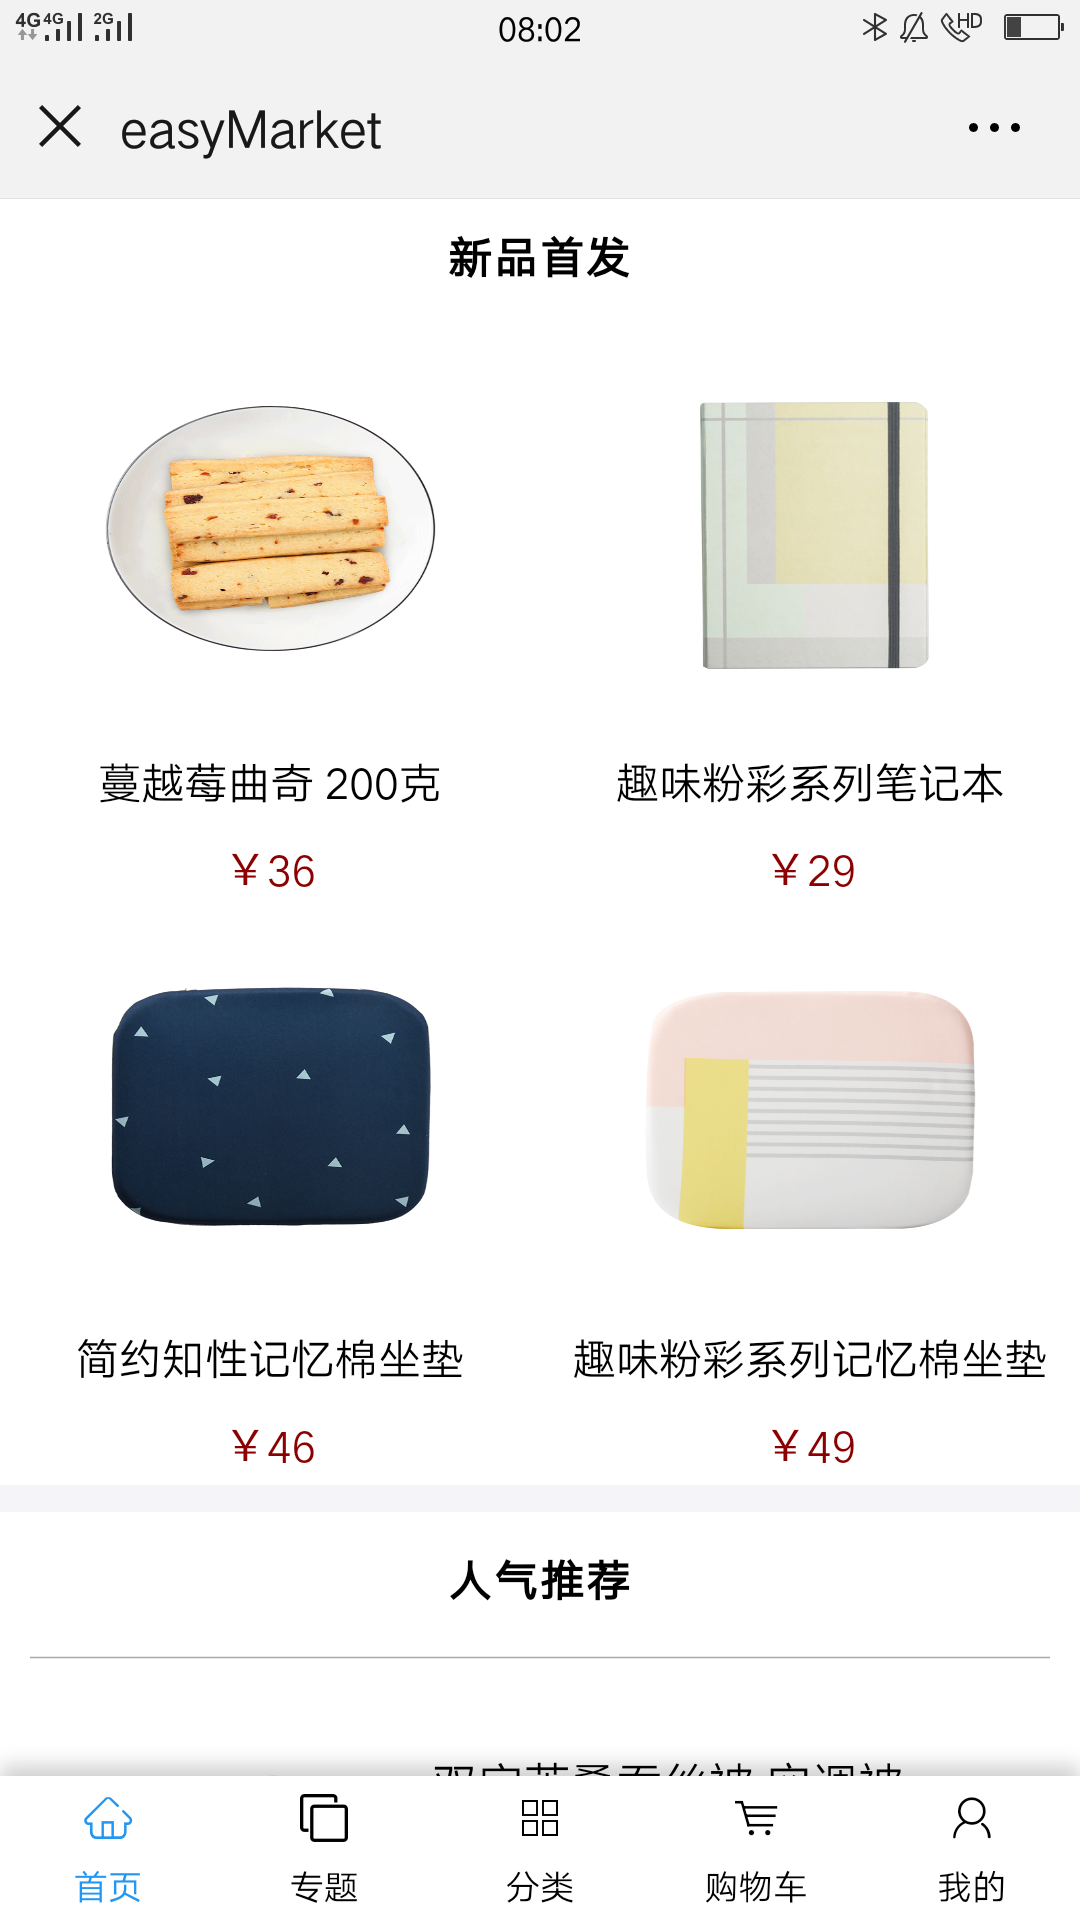 4G 4G 2G 08:02 HD
easyMarket
新品首发
蔓越莓曲奇 200克
趣味粉彩系列笔记本
￥36
￥29
简约知性记忆棉坐垫
趣味粉彩系列记忆棉坐垫
￥46
￥49
人气推荐
首页
专题
分类
购物车
我的